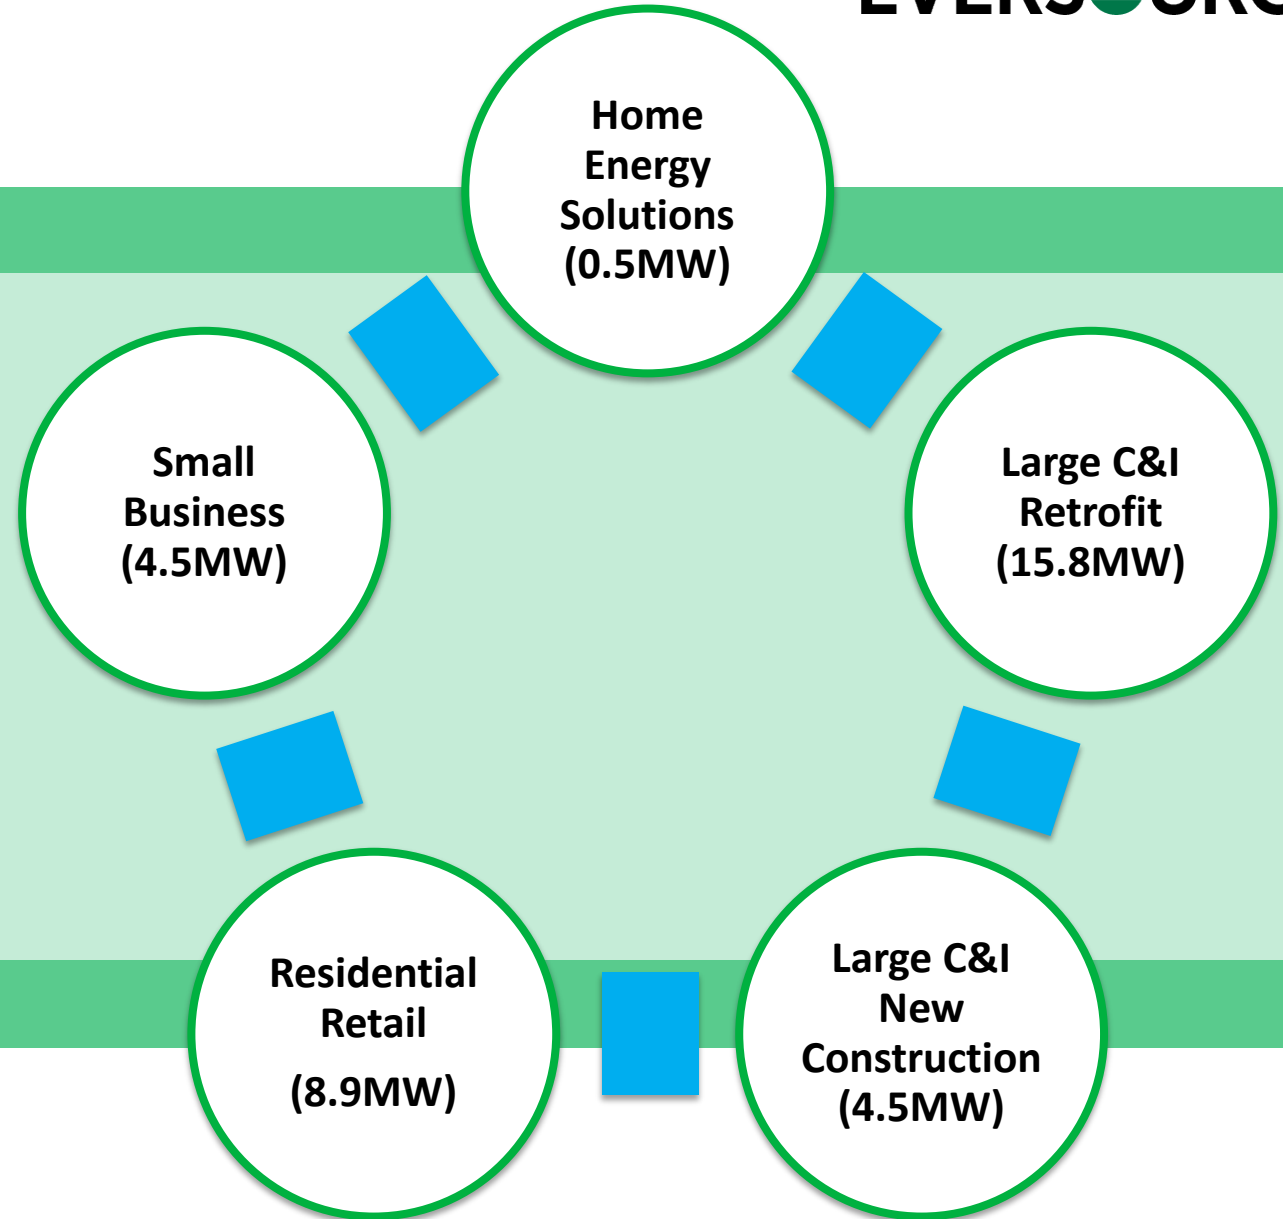 Home
Energy
Solutions
(0.5MW)
Small
Business
(4.5MW)
Large C&I
Retrofit
(15.8MW)
Residential
Retail
(8.9MW)
Large C&I
New
Construction
(4.5MW)